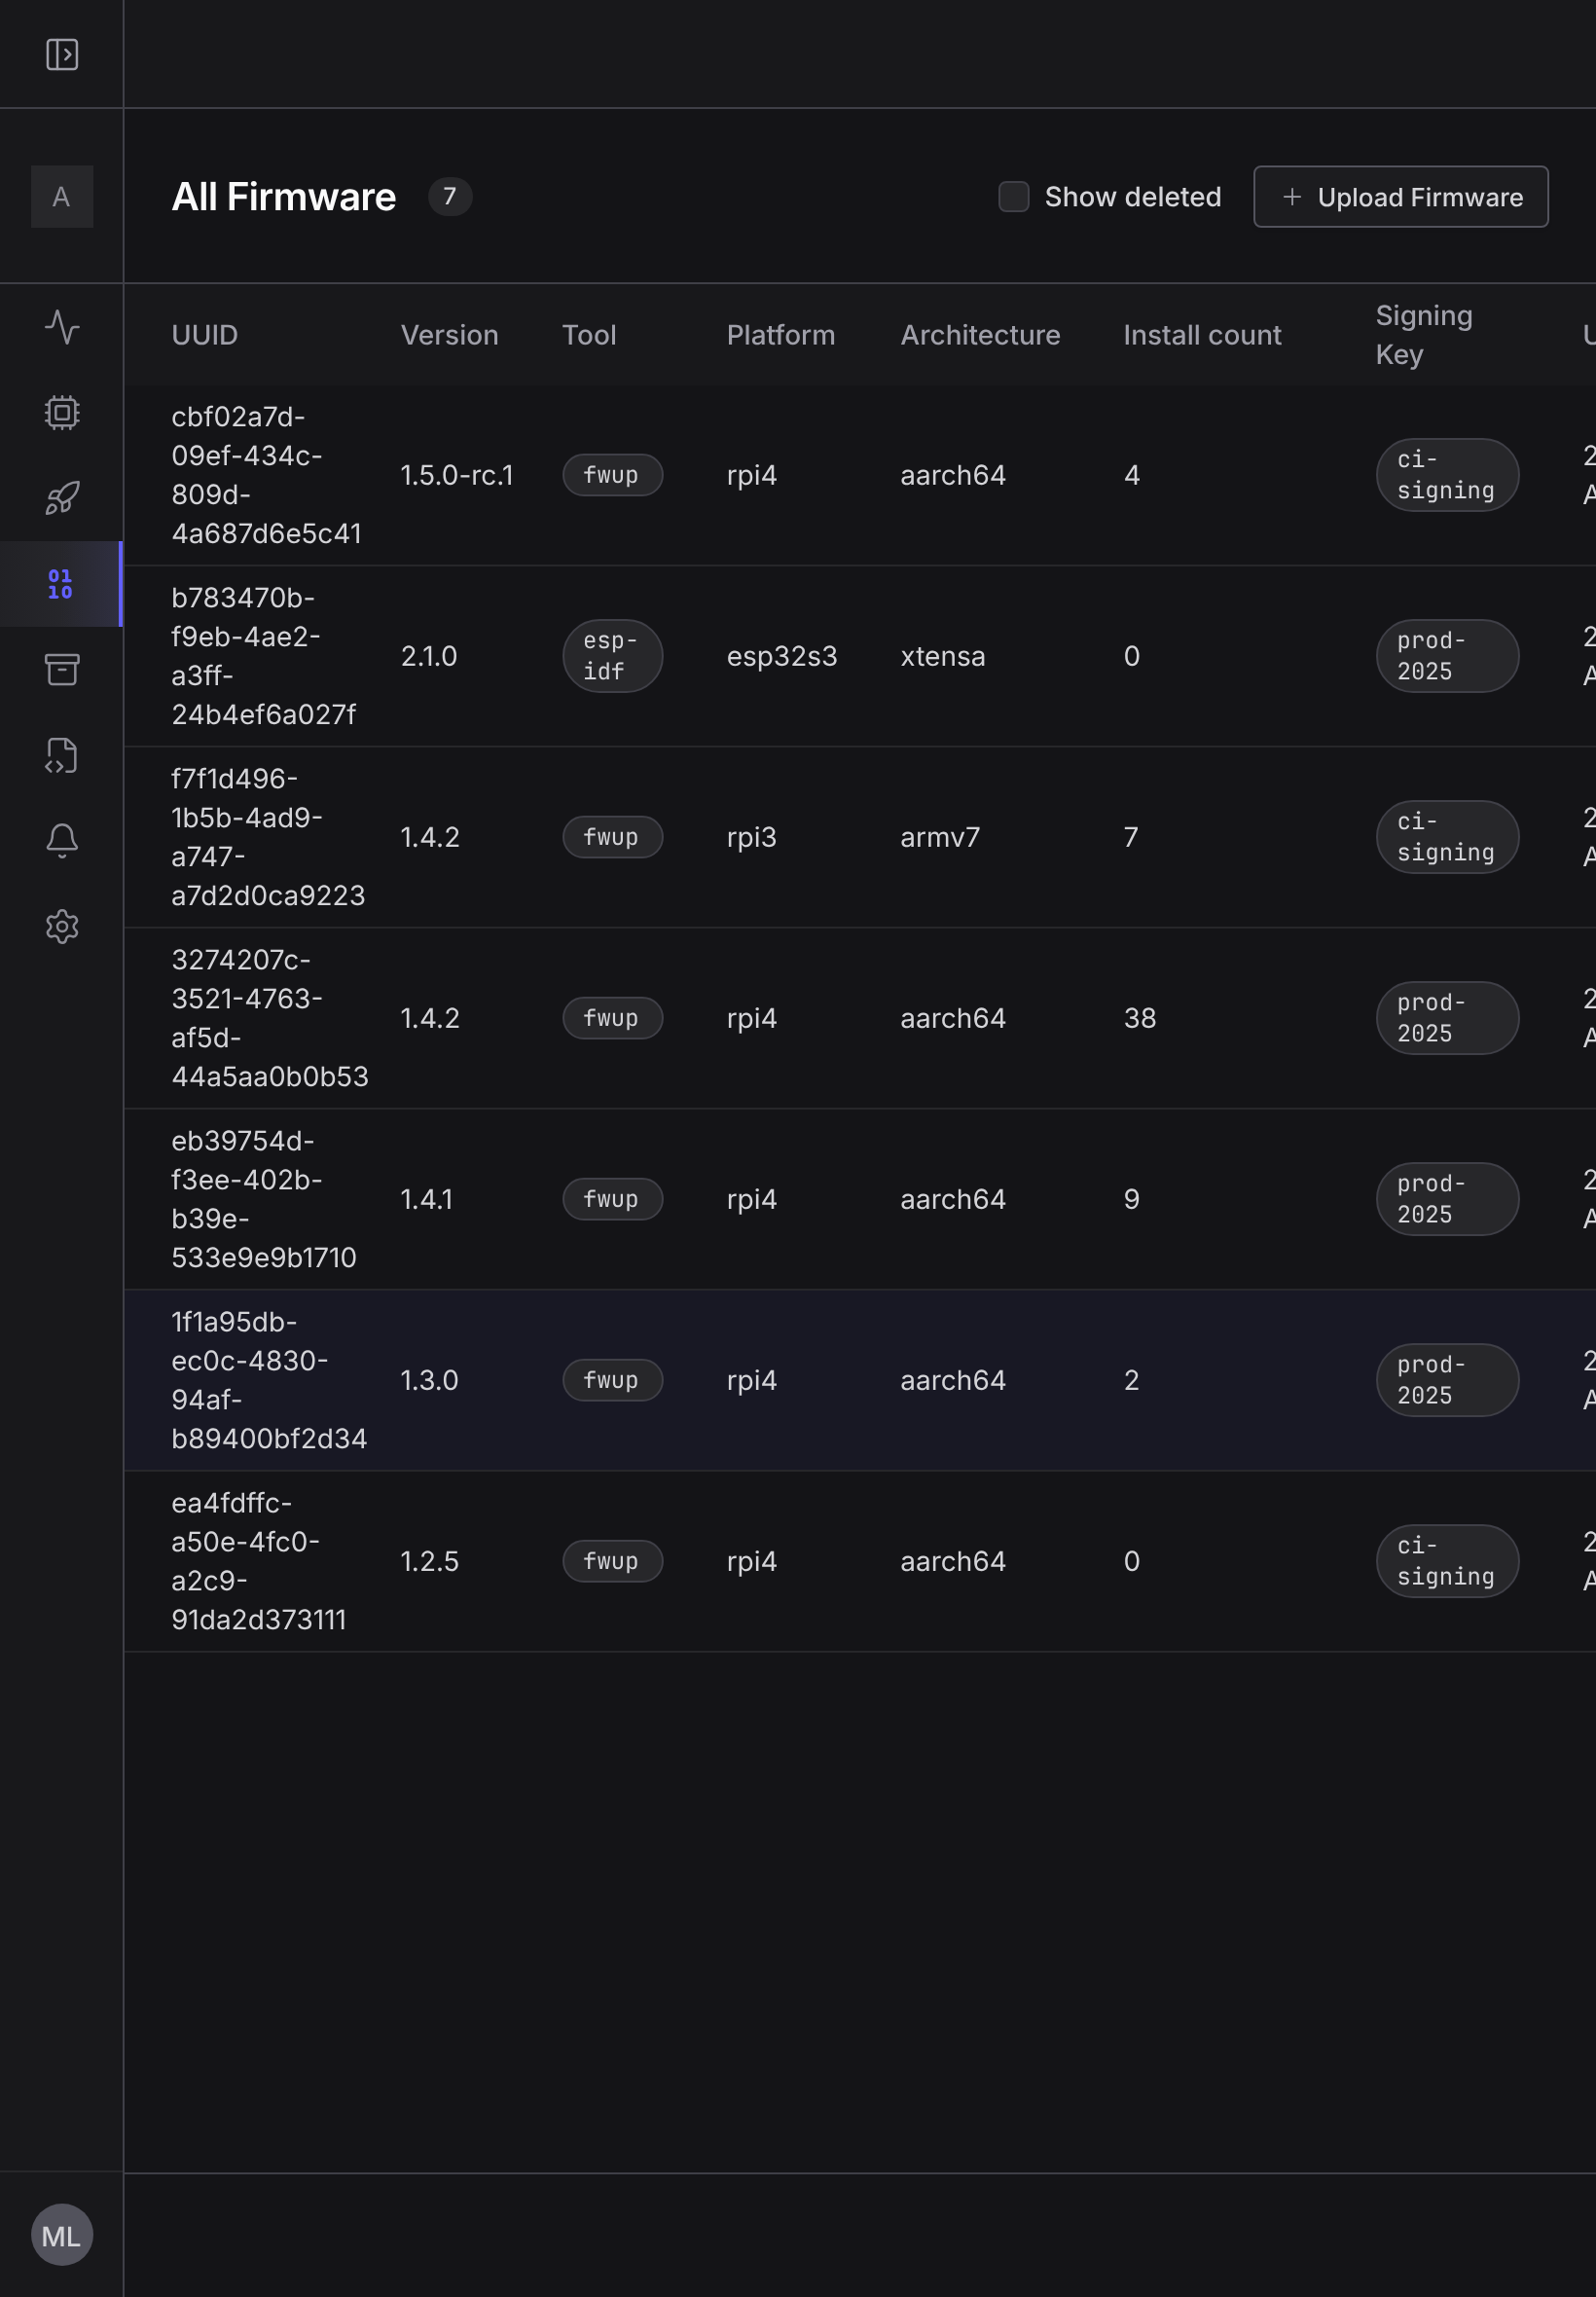 A
All Firmware 7
Show deleted
Upload Firmware
UUID Version Tool Platform Architecture Install count Signing Key
cbf02a7d-
09ef-434c-
809d-
4a687d6e5c41
1.5.0-rc.1 fwup rpi4 aarch64 4
ci-
signing
b783470b-
f9eb-4ae2-
a3ff-
24b4ef6a027f
2.1.0
esp-
idf
esp32s3 xtensa 0
prod-
2025
f7f1d496-
1b5b-4ad9-
a747-
a7d2d0ca9223
1.4.2 fwup rpi3 armv7 7
ci-
signing
3274207c-
3521-4763-
af5d-
44a5aa0b0b53
1.4.2 fwup rpi4 aarch64 38
prod-
2025
eb39754d-
f3ee-402b-
b39e-
533e9e9b1710
1.4.1 fwup rpi4 aarch64 9
prod-
2025
1f1a95db-
ec0c-4830-
94af-
b89400bf2d34
1.3.0 fwup rpi4 aarch64 2
prod-
2025
ea4fdffc-
a50e-4fc0-
a2c9-
91da2d373111
1.2.5 fwup rpi4 aarch64 0
ci-
signing
ML